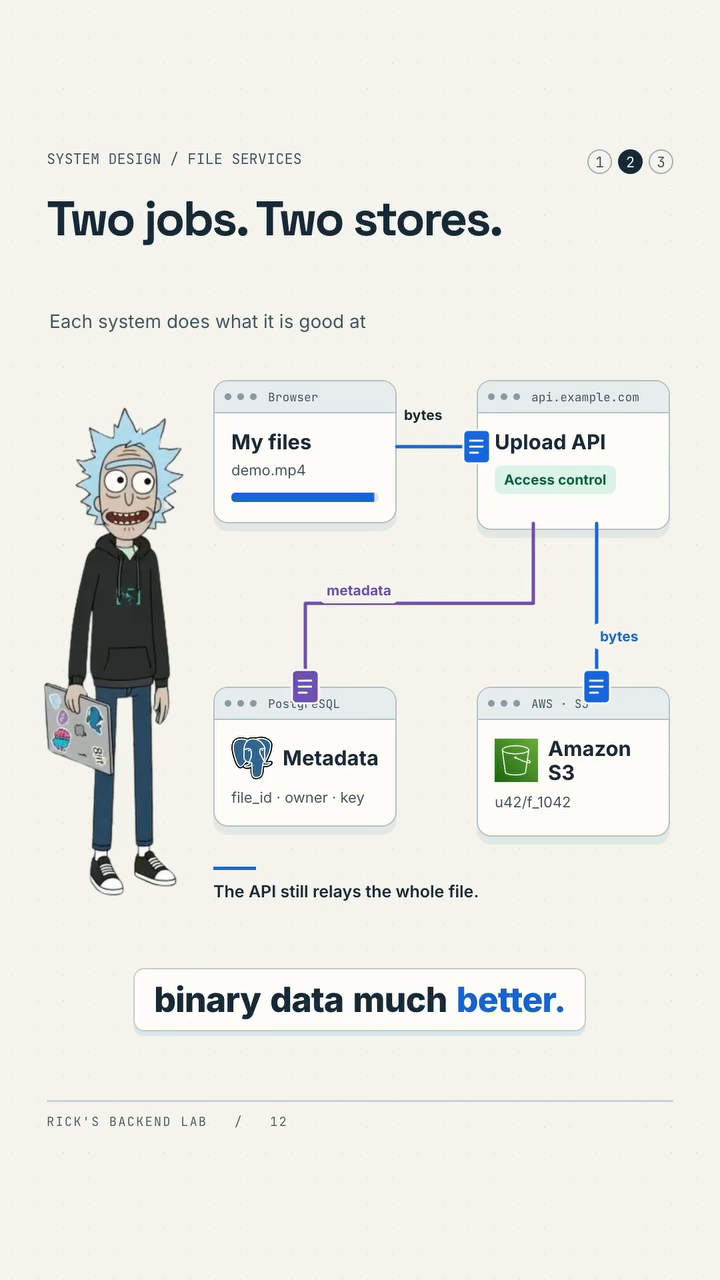 SYSTEM DESIGN / FILE SERVICES
1 2 3
Two jobs. Two stores.
Each system does what it is good at
Browser
My files
demo.mp4
bytes
api.example.com
Upload API
Access control
metadata
bytes
PostgreSQL
Metadata
file_id · owner · key
AWS · S3
Amazon
S3
u42/f_1042
The API still relays the whole file.
binary data much better.
RICK'S BACKEND LAB / 12